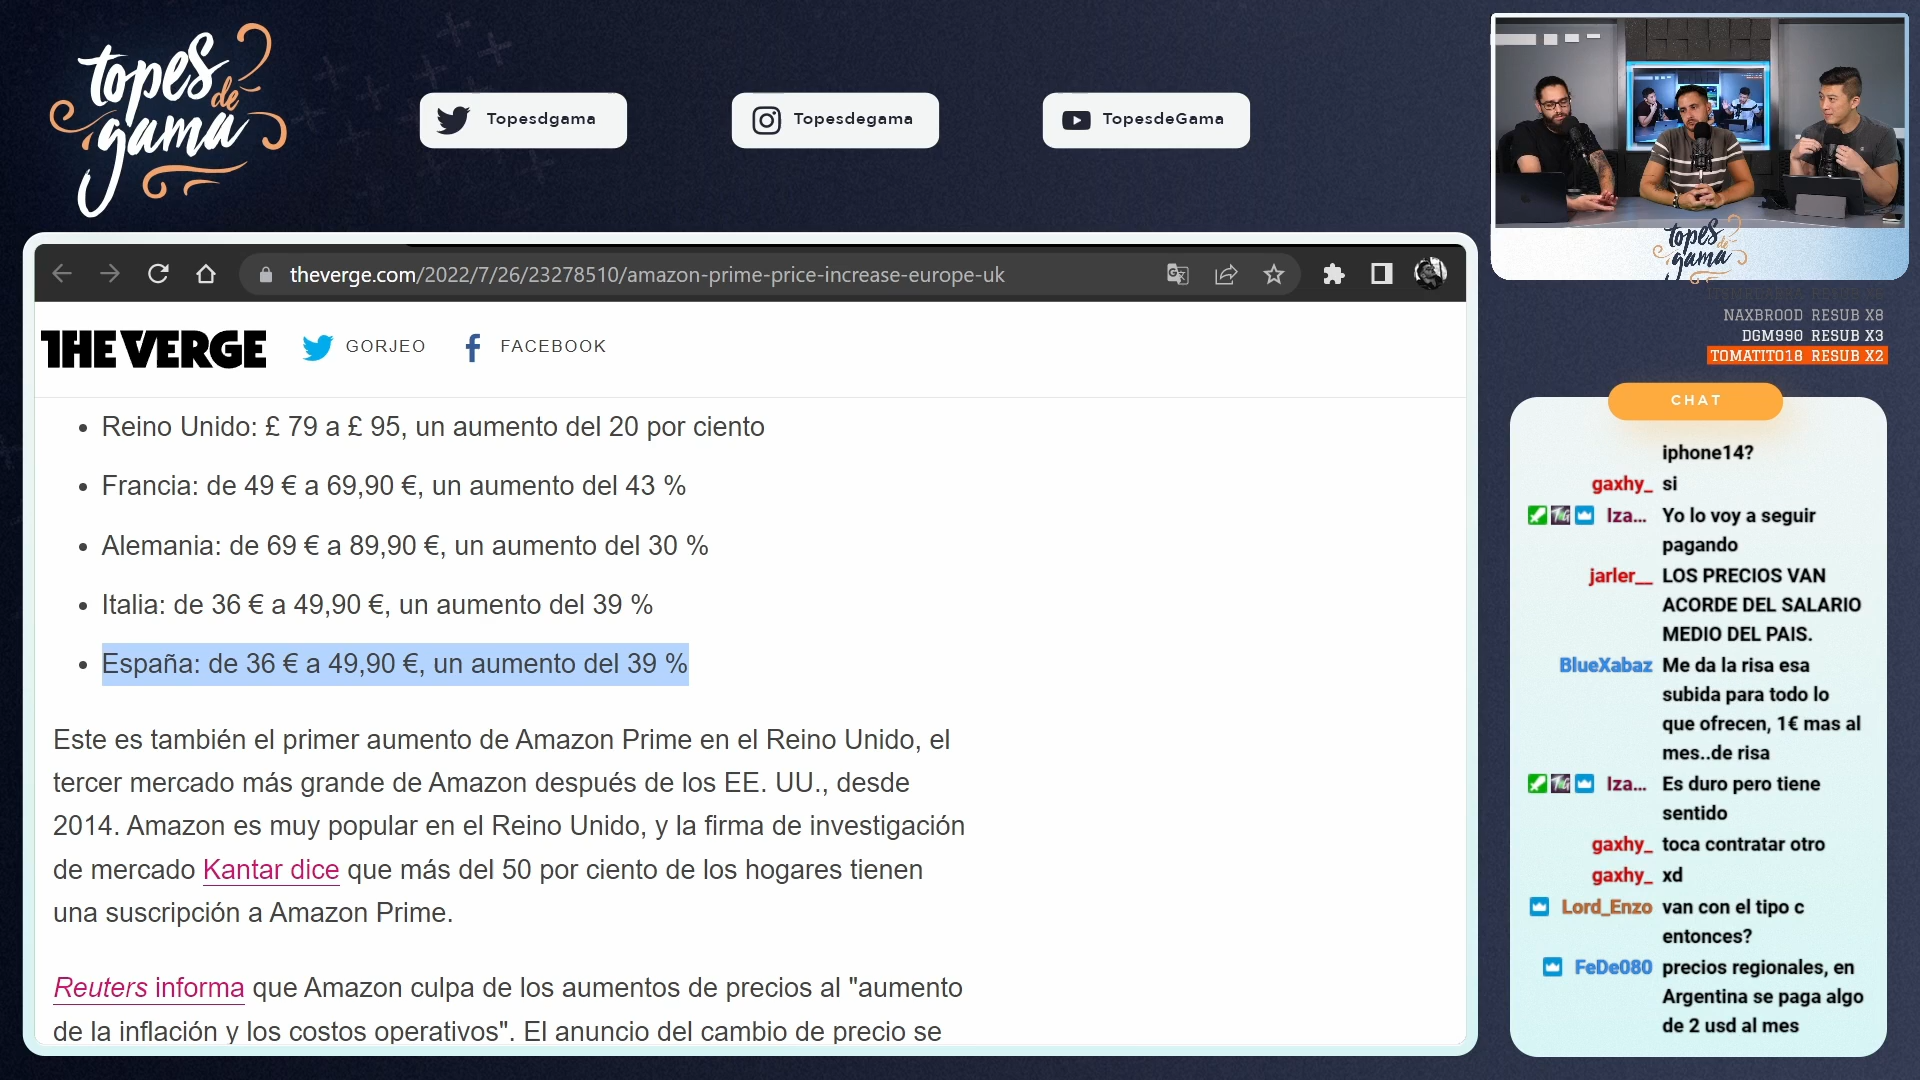 topes de gama
Topesdgama
Topesdegama
TopesdeGama
topes de gama
NAXBROOD RESUB X8
DGM990 RESUB X3
TOMATITO18 RESUB X2
theverge.com/2022/7/26/23278510/amazon-prime-price-increase-europe-uk
THE VERGE
GORJEO
FACEBOOK
• Reino Unido: £ 79 a £ 95, un aumento del 20 por ciento
• Francia: de 49 € a 69,90 €, un aumento del 43 %
• Alemania: de 69 € a 89,90 €, un aumento del 30 %
• Italia: de 36 € a 49,90 €, un aumento del 39 %
• España: de 36 € a 49,90 €, un aumento del 39 %
Este es también el primer aumento de Amazon Prime en el Reino Unido, el
tercer mercado más grande de Amazon después de los EE. UU., desde
2014. Amazon es muy popular en el Reino Unido, y la firma de investigación
de mercado Kantar dice que más del 50 por ciento de los hogares tienen
una suscripción a Amazon Prime.
Reuters informa que Amazon culpa de los aumentos de precios al "aumento
de la inflación y los costos operativos". El anuncio del cambio de precio se
CHAT
iphone14?
gaxhy_ si
Iza... Yo lo voy a seguir
pagando
jarler__ LOS PRECIOS VAN
ACORDE DEL SALARIO
MEDIO DEL PAIS.
BlueXabaz Me da la risa esa
subida para todo lo
que ofrecen, 1€ mas al
mes..de risa
Iza... Es duro pero tiene
sentido
gaxhy_ toca contratar otro
gaxhy_ xd
Lord_Enzo van con el tipo c
entonces?
FeDe080 precios regionales, en
Argentina se paga algo
de 2 usd al mes